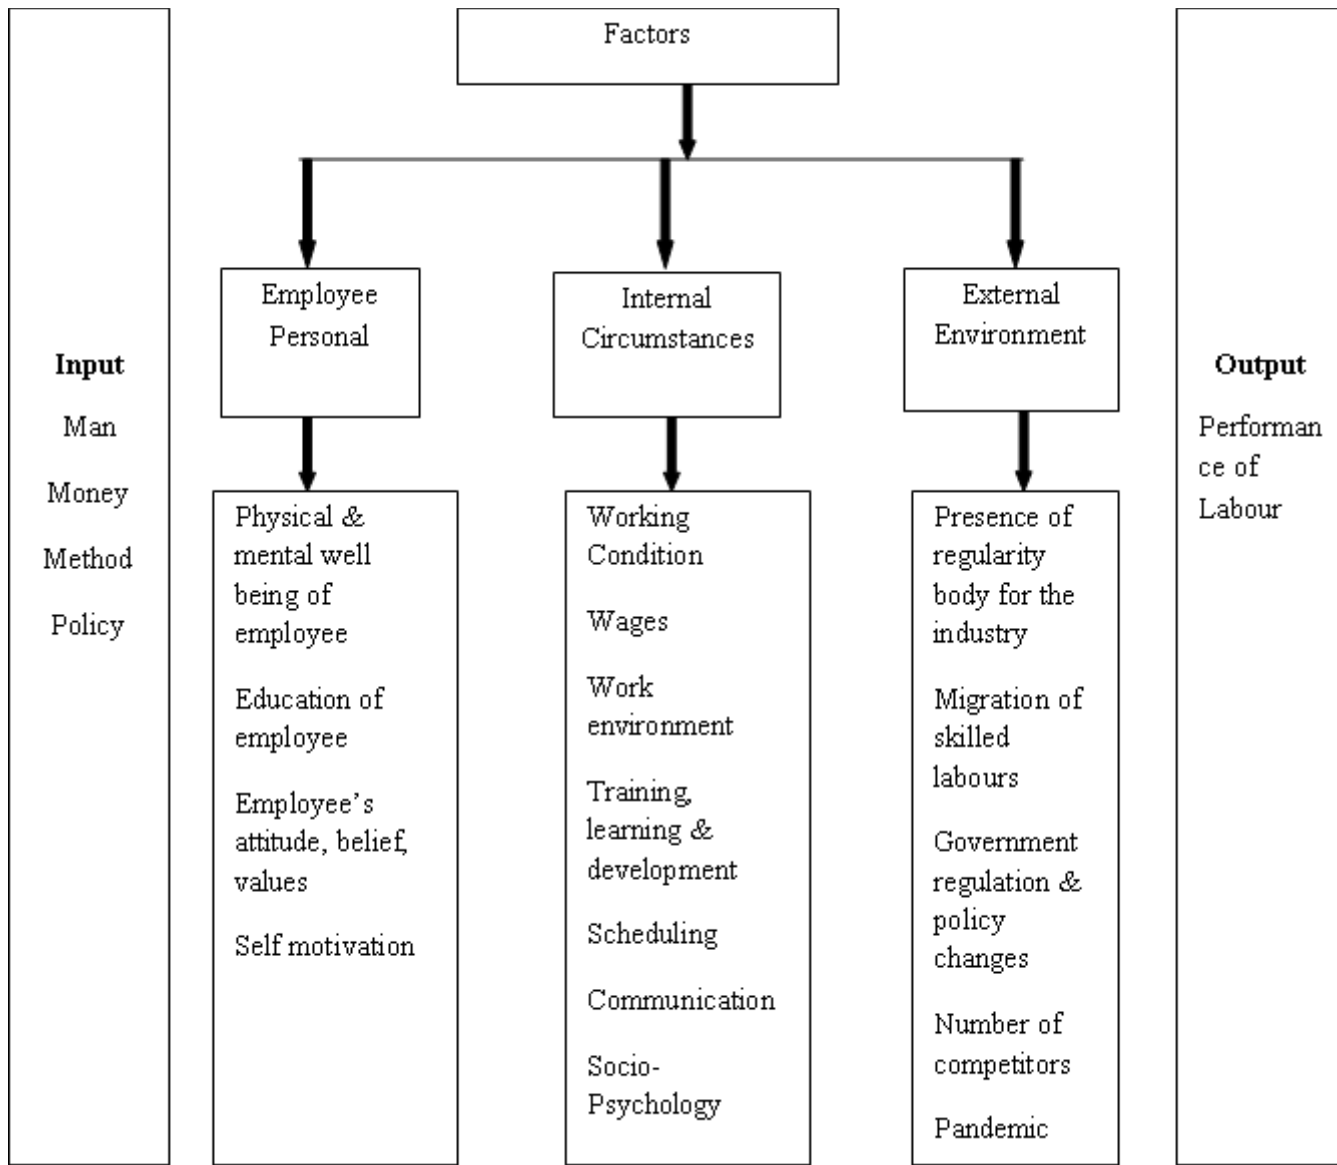 Factors
Employee
Personal
Internal
Circumstances
External
Environment
Input
Man
Money
Method
Policy
Physical &
mental well
being of
employee
Education of
employee
Employee’s
attitude, belief,
values
Self motivation
Working
Condition
Wages
Work
environment
Training,
learning &
development
Scheduling
Communication
Socio-
Psychology
Presence of
regularity
body for the
industry
Migration of
skilled
labours
Government
regulation &
policy
changes
Number of
competitors
Pandemic
Output
Performan
ce of
Labour